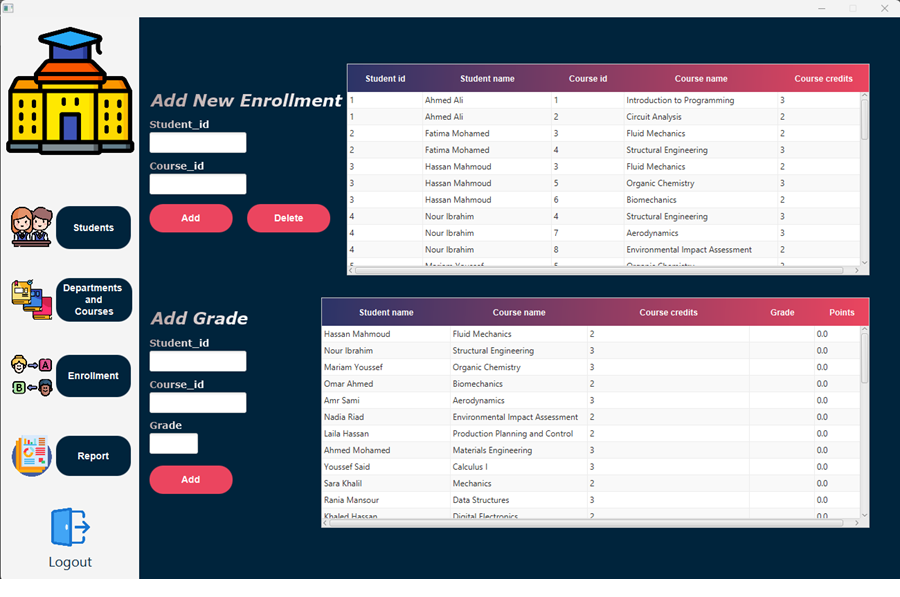 Students
Departments
and
Courses
A
Enrollment
B
Report
Logout
Add New Enrollment
Student_id
Course_id
Add Delete
Student id Student name Course id Course name Course credits
1 Ahmed Ali 1 Introduction to Programming 3
1 Ahmed Ali 2 Circuit Analysis 2
2 Fatima Mohamed 3 Fluid Mechanics 2
2 Fatima Mohamed 4 Structural Engineering 3
3 Hassan Mahmoud 3 Fluid Mechanics 2
3 Hassan Mahmoud 5 Organic Chemistry 3
3 Hassan Mahmoud 6 Biomechanics 2
4 Nour Ibrahim 4 Structural Engineering 3
4 Nour Ibrahim 7 Aerodynamics 3
4 Nour Ibrahim 8 Environmental Impact Assessment 2
5 Mariam Youssef 5 Organic Chemistry 3
Add Grade
Student_id
Course_id
Grade
Add
Student name Course name Course credits Grade Points
Hassan Mahmoud Fluid Mechanics 2 0.0
Nour Ibrahim Structural Engineering 3 0.0
Mariam Youssef Organic Chemistry 3 0.0
Omar Ahmed Biomechanics 2 0.0
Amr Sami Aerodynamics 3 0.0
Nadia Riad Environmental Impact Assessment 2 0.0
Laila Hassan Production Planning and Control 2 0.0
Ahmed Mohamed Materials Engineering 3 0.0
Youssef Said Calculus I 3 0.0
Sara Khalil Mechanics 2 0.0
Rania Mansour Data Structures 3 0.0
Khaled Hassan Digital Electronics 2 0.0